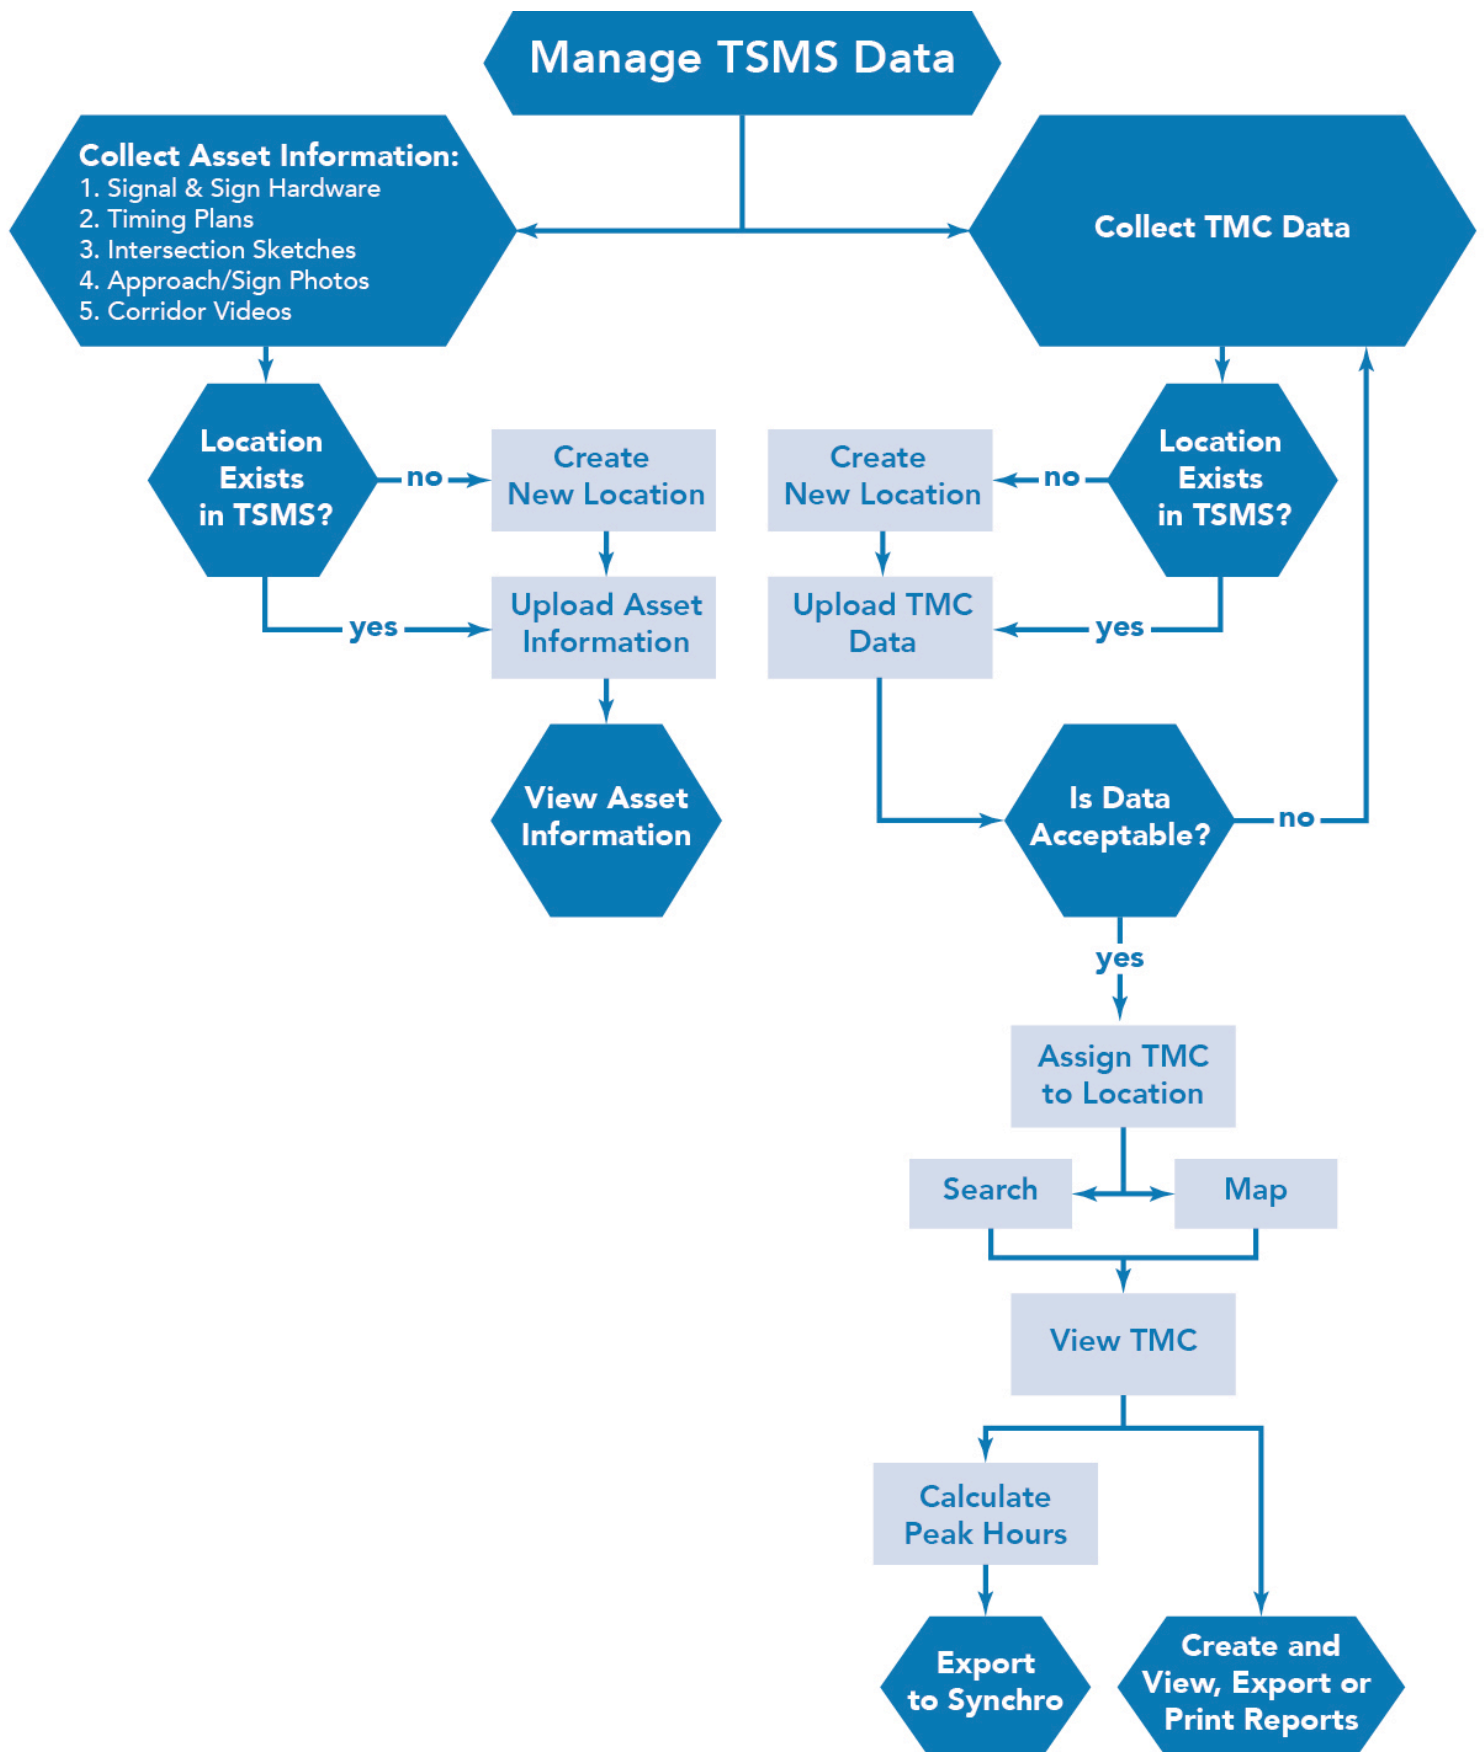 Manage TSMS Data
Collect Asset Information:
1. Signal & Sign Hardware
2. Timing Plans
3. Intersection Sketches
4. Approach/Sign Photos
5. Corridor Videos
Collect TMC Data
Location
Exists
in TSMS?
no
Create
New Location
yes
Upload Asset
Information
View Asset
Information
Location
Exists
in TSMS?
no
Create
New Location
yes
Upload TMC
Data
Is Data
Acceptable?
no
yes
Assign TMC
to Location
Search
Map
View TMC
Calculate
Peak Hours
Export
to Synchro
Create and
View, Export or
Print Reports